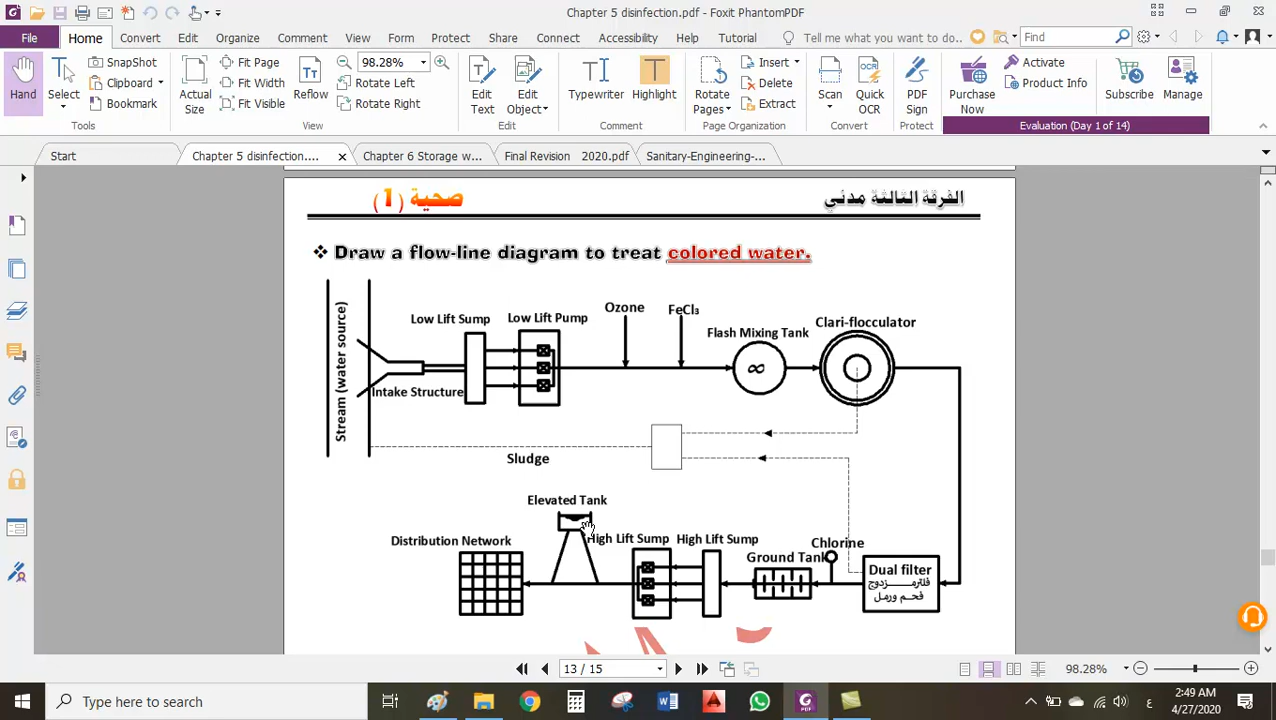 Chapter 5 disinfection.pdf - Foxit PhantomPDF
File Home Convert Edit Organize Comment View Form Protect Share Connect Accessibility Help Tutorial Tell me what you want to do.. Find
Hand
Select
SnapShot
Clipboard
Bookmark
Tools
Actual Size
Fit Page
Fit Width
Fit Visible
Reflow
98.28%
Rotate Left
Rotate Right
View
Edit Text
Edit Object
Edit
Typewriter
Highlight
Comment
Rotate Pages
Insert
Delete
Extract
Page Organization
Scan
Quick OCR
Convert
PDF Sign
Protect
Purchase Now
Activate
Product Info
Subscribe
Manage
Evaluation (Day 1 of 14)
Start
Chapter 5 disinfection....
Chapter 6 Storage w...
Final Revision 2020.pdf
Sanitary-Engineering-...
صحية (1)
الفرقة الثالثة مدني
❖ Draw a flow-line diagram to treat colored water.
Stream (water source)
Intake Structure
Low Lift Sump
Low Lift Pump
Ozone
FeCl₃
Flash Mixing Tank
∞
Clari-flocculator
Sludge
Elevated Tank
Distribution Network
High Lift Sump
High Lift Sump
Ground Tank
Chlorine
Dual filter
فلتر مزدوج
فحم ورمل
13 / 15
98.28%
Type here to search
ع
2:49 AM
4/27/2020